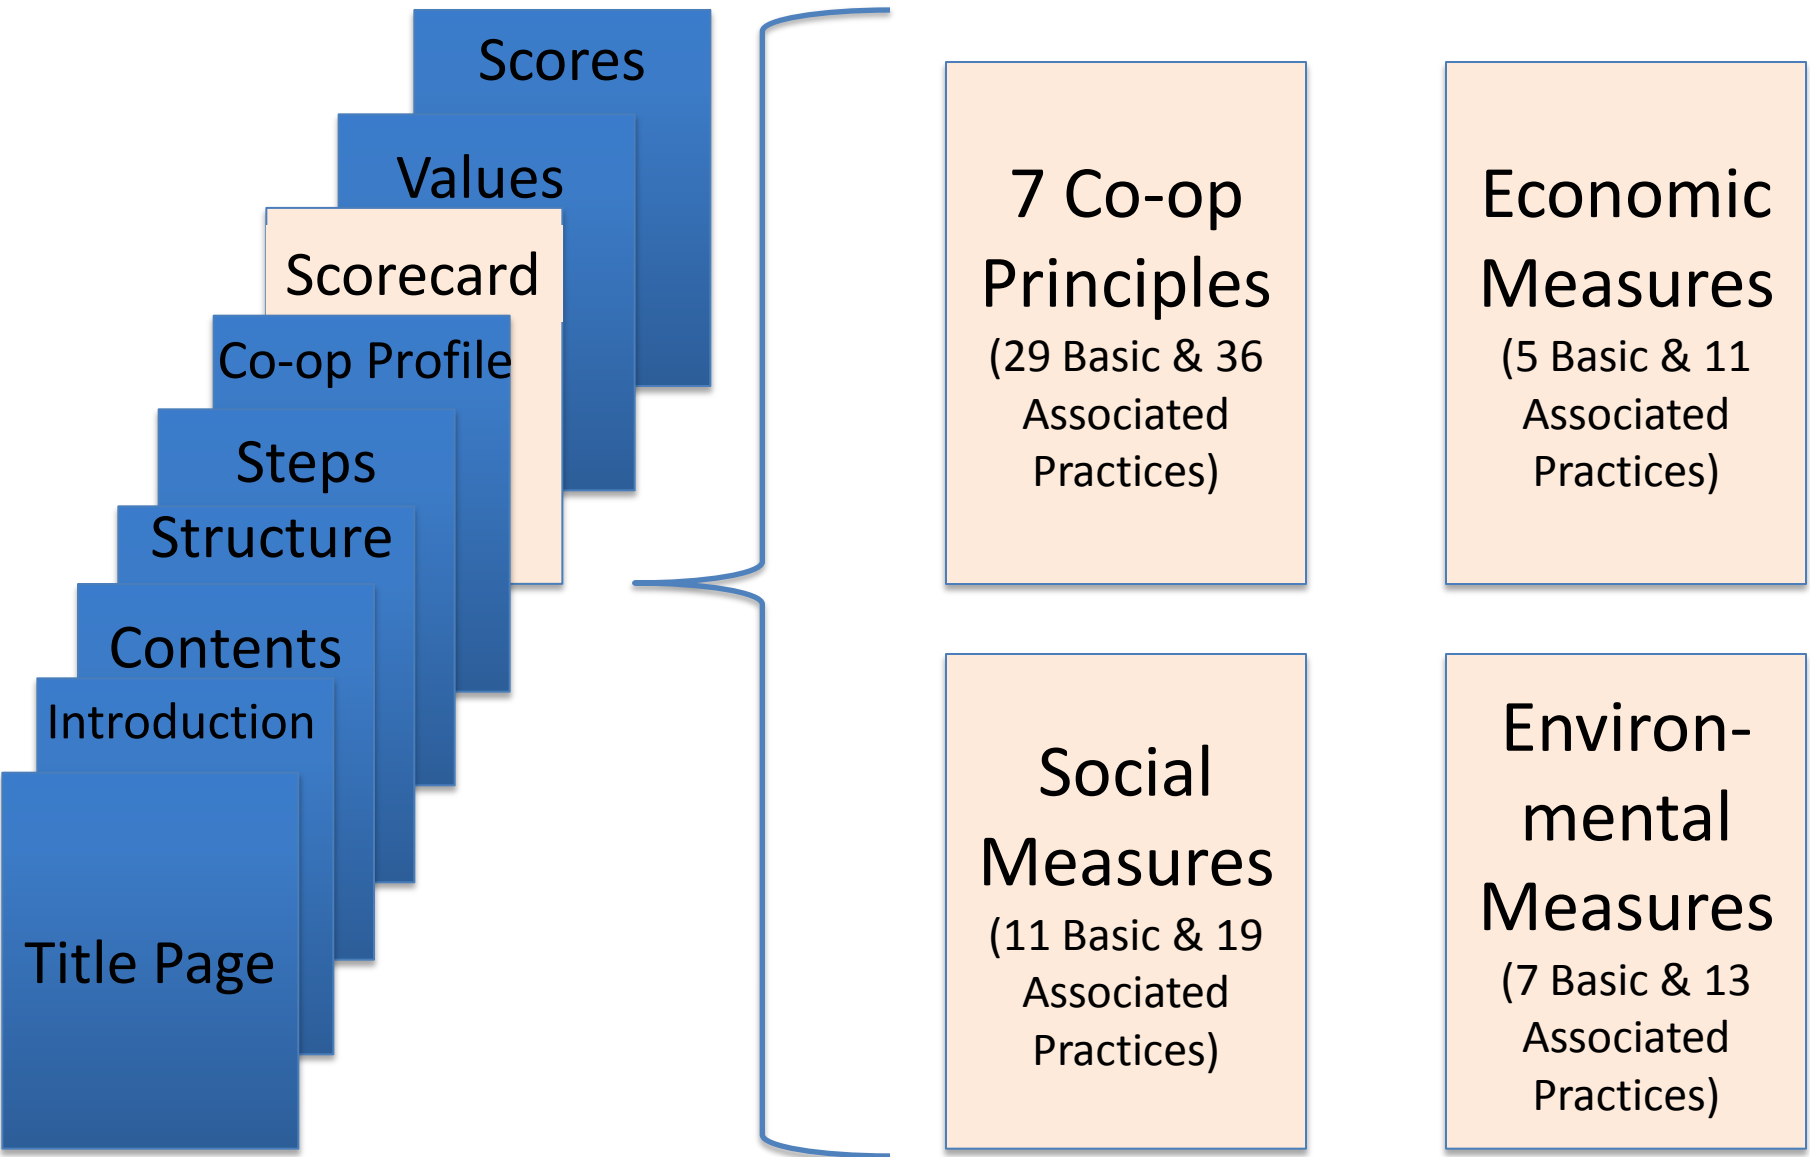 Scores
Values
Scorecard
Co-op Profile
Steps
Structure
Contents
Introduction
Title Page
7 Co-op
Principles
(29 Basic & 36
Associated
Practices)
Economic
Measures
(5 Basic & 11
Associated
Practices)
Social
Measures
(11 Basic & 19
Associated
Practices)
Environ-
mental
Measures
(7 Basic & 13
Associated
Practices)